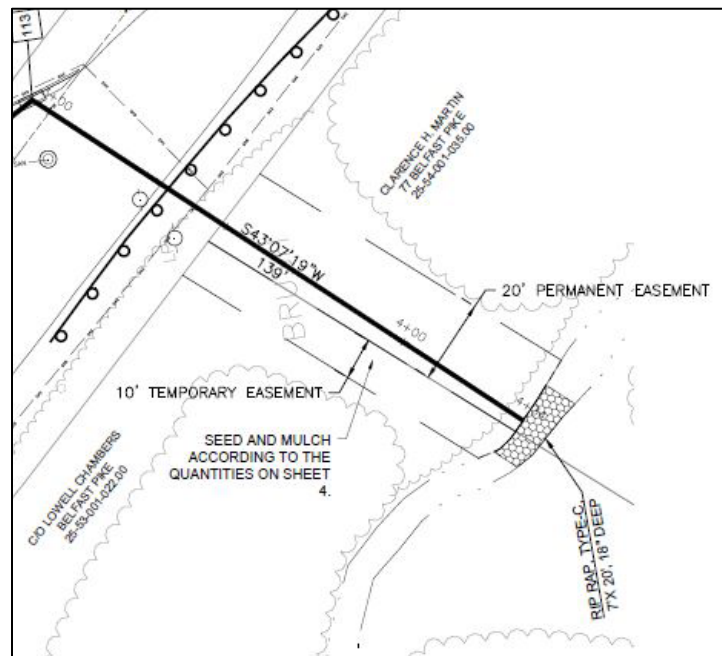 113
CLARENCE H. MARTIN
77 BELFAST PIKE
25-54-001-035.00
SAN
S43°07'19"W
139'
20' PERMANENT EASEMENT
4+00
10' TEMPORARY EASEMENT
SEED AND MULCH
ACCORDING TO THE
QUANTITIES ON SHEET
4.
C/O LOWELL CHAMBERS
BELFAST PIKE
25-53-001-022.00
RIP RAP, TYPE-C,
7'X 20', 18" DEEP